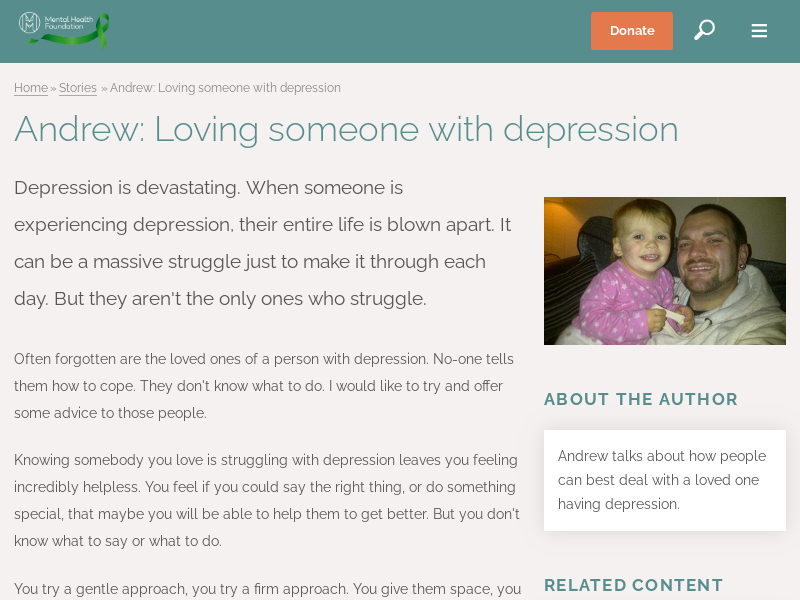 Mental Health
Foundation
Donate
Home » Stories » Andrew: Loving someone with depression
Andrew: Loving someone with depression
Depression is devastating. When someone is
experiencing depression, their entire life is blown apart. It
can be a massive struggle just to make it through each
day. But they aren't the only ones who struggle.
Often forgotten are the loved ones of a person with depression. No-one tells
them how to cope. They don't know what to do. I would like to try and offer
some advice to those people.
Knowing somebody you love is struggling with depression leaves you feeling
incredibly helpless. You feel if you could say the right thing, or do something
special, that maybe you will be able to help them to get better. But you don't
know what to say or what to do.
You try a gentle approach, you try a firm approach. You give them space, you
ABOUT THE AUTHOR
Andrew talks about how people
can best deal with a loved one
having depression.
RELATED CONTENT